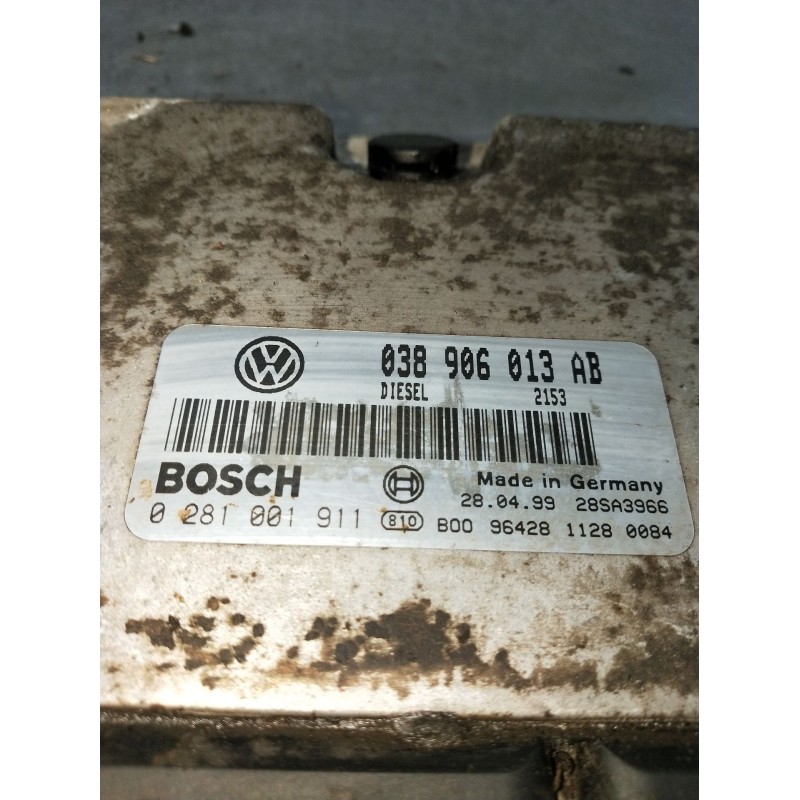 VW
038 906 013 AB
DIESEL 2153
BOSCH
Made in Germany
28.04.99 28SA3966
0 281 001 911 810 B00 96428 1128 0084